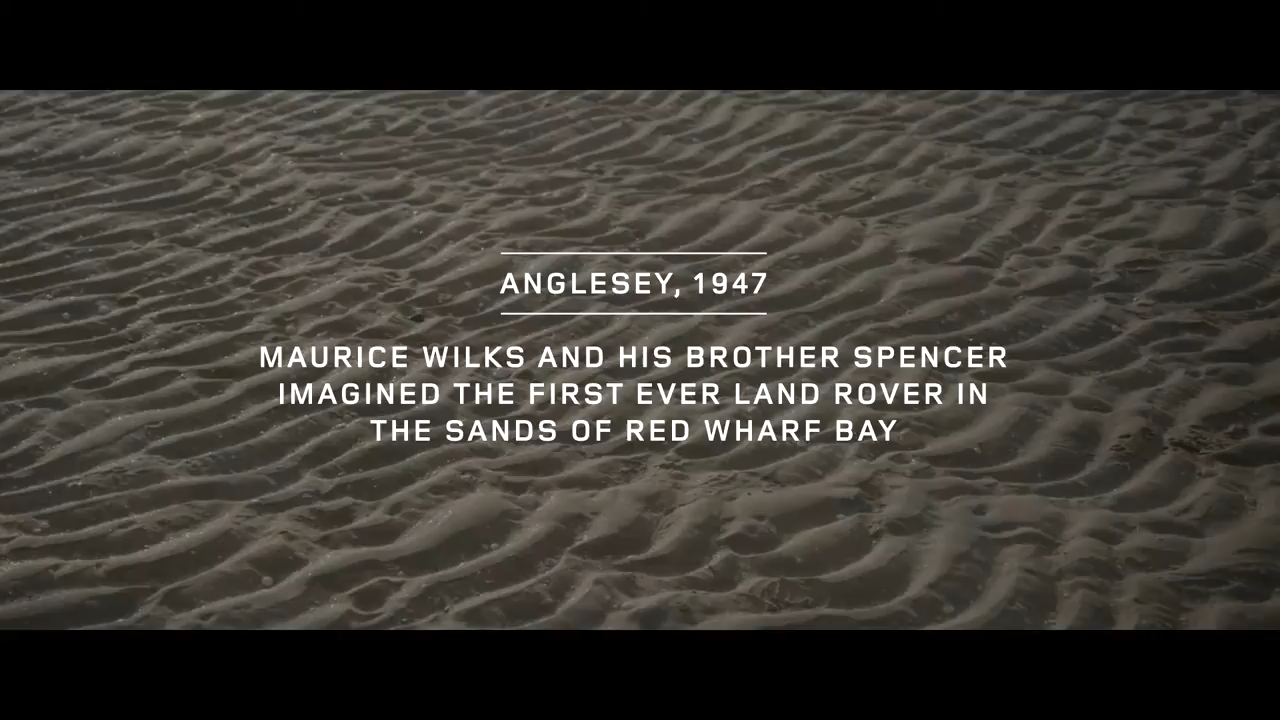 ANGLESEY, 1947
MAURICE WILKS AND HIS BROTHER SPENCER
IMAGINED THE FIRST EVER LAND ROVER IN
THE SANDS OF RED WHARF BAY